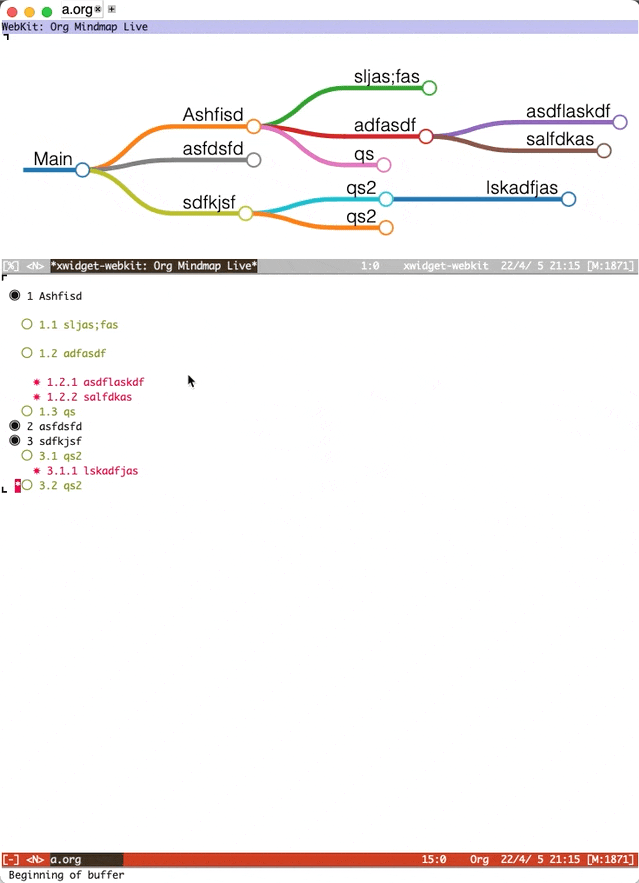 a.org
WebKit: Org Mindmap Live
sljas;fas
Ashfisd
asdflaskdf
adfasdf
salfdkas
asfdsfd
qs
Main
qs2
lskadfjas
sdfkjsf
qs2
[%] <N> *xwidget-webkit: Org Mindmap Live* 1:0 xwidget-webkit 22/4/ 5 21:15 [M:1871]
1 Ashfisd
1.1 sljas;fas
1.2 adfasdf
* 1.2.1 asdflaskdf
* 1.2.2 salfdkas
1.3 qs
2 asfdsfd
3 sdfkjsf
3.1 qs2
* 3.1.1 lskadfjas
* 3.2 qs2
[-] <N> a.org 15:0 Org 22/4/ 5 21:15 [M:1871]
Beginning of buffer